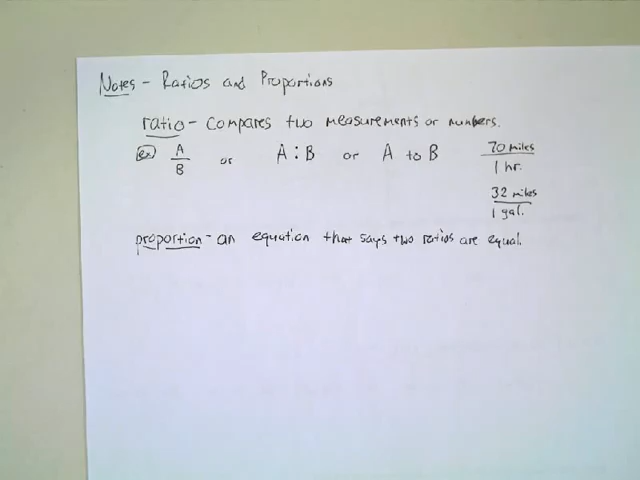 Notes - Ratios and Proportions
ratio - compares two measurements or numbers.
ex A/B or A : B or A to B 70 miles/1 hr.
32 miles/1 gal.
proportion - an equation that says two ratios are equal.